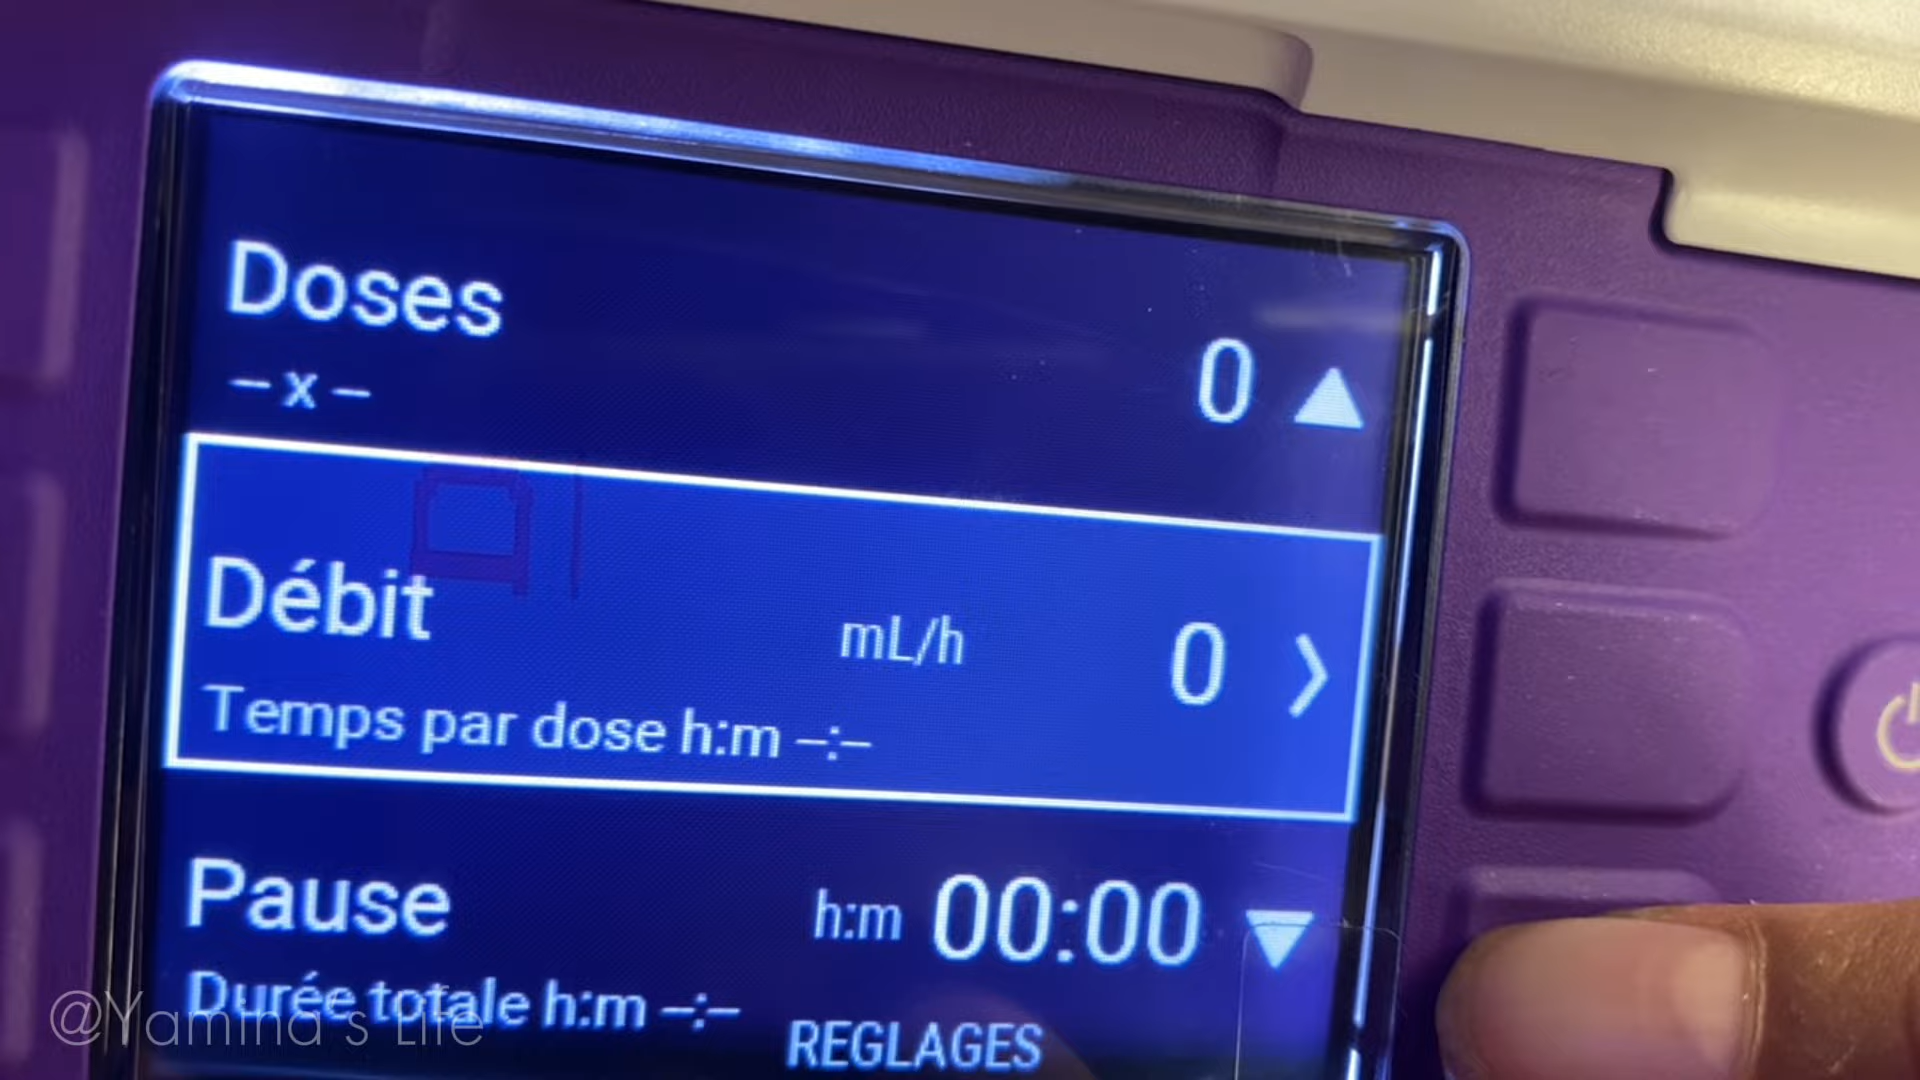 Doses
0
– x –
Débit
mL/h
0
Temps par dose h:m –:–
Pause
h:m 00:00
Durée totale h:m –:–
REGLAGES
@Yamina's Life